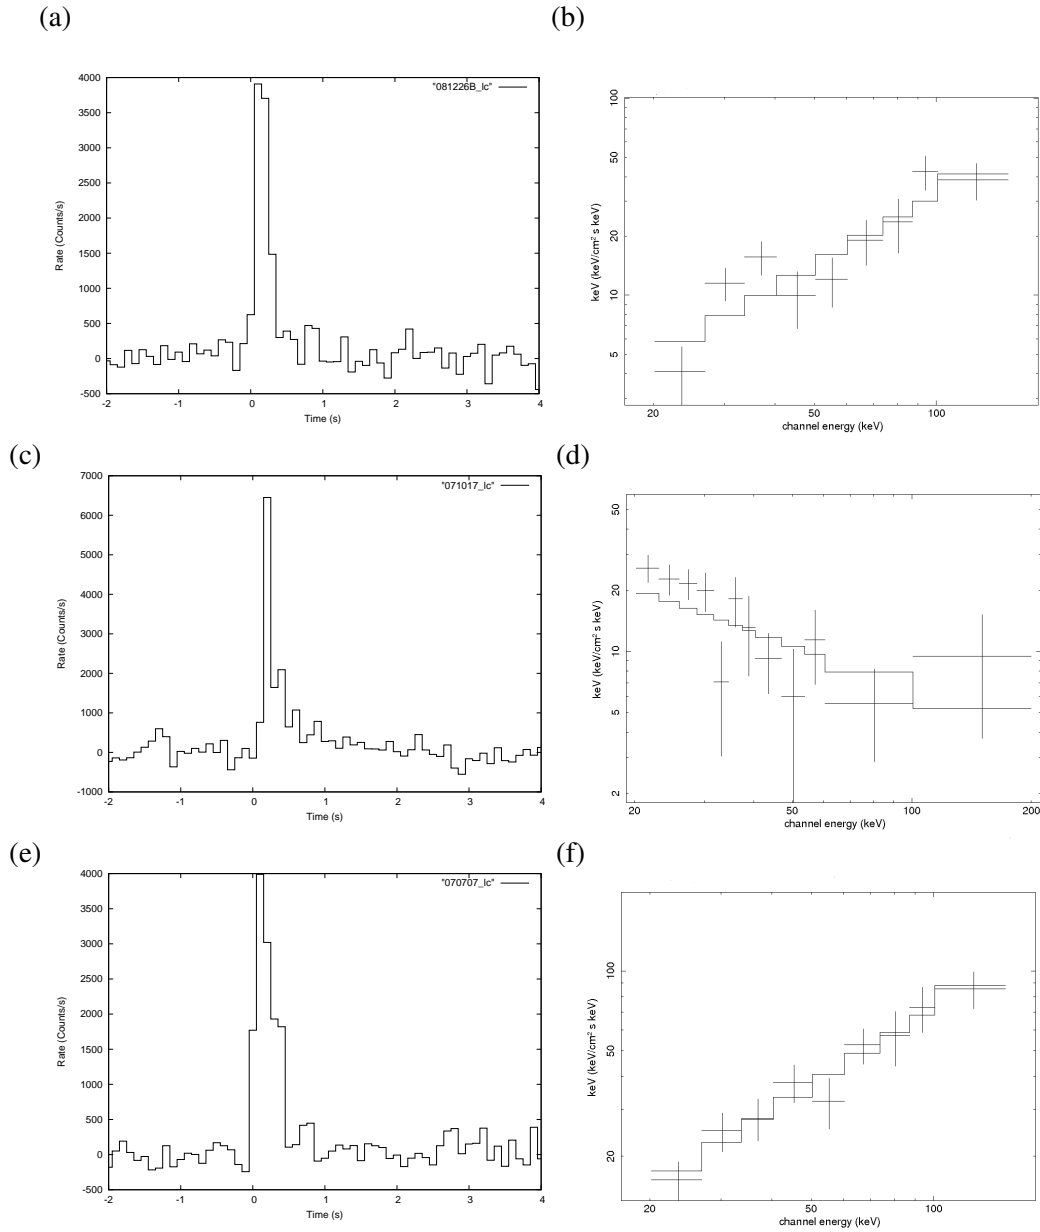 (a)
(b)
4000
3500
3000
2500
2000
1500
1000
500
0
-500
Rate (Counts/s)
"081226B_lc"
-2 -1 0 1 2 3 4
Time (s)
100
50
20
10
5
keV (keV/cm² s keV)
20 50 100
channel energy (keV)
(c)
(d)
7000
6000
5000
4000
3000
2000
1000
0
-1000
Rate (Counts/s)
"071017_lc"
-2 -1 0 1 2 3 4
Time (s)
50
20
10
5
2
keV (keV/cm² s keV)
20 50 100 200
channel energy (keV)
(e)
(f)
4000
3500
3000
2500
2000
1500
1000
500
0
-500
Rate (Counts/s)
"070707_lc"
-2 -1 0 1 2 3 4
Time (s)
100
50
20
keV (keV/cm² s keV)
20 50 100
channel energy (keV)